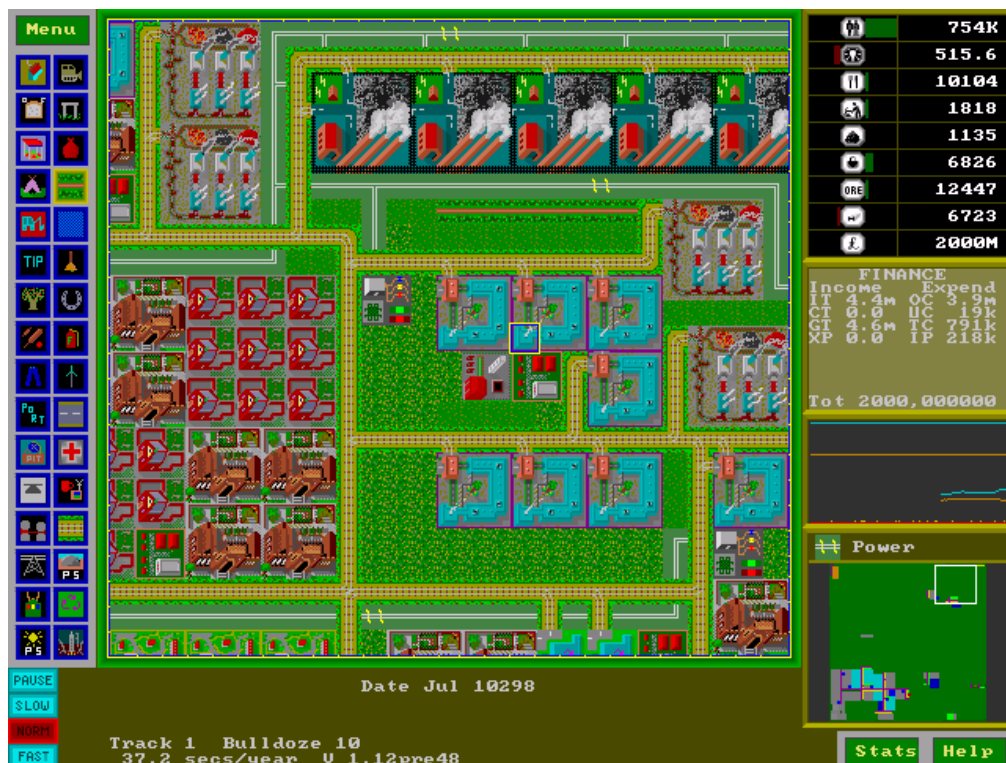 Menu
754K
515.6
10104
1818
1135
6826
ORE 12447
6723
£ 2000M
TIP
PORT
PIT
PS
PS
FINANCE
Income Expend
IT 4.4m OC 3.9m
CT 0.0 UC 19k
GT 4.6m TC 791k
XP 0.0 IP 218k
Tot 2000,000000
Power
PAUSE
SLOW
NORM
FAST
Date Jul 10298
Track 1 Bulldoze 10
37.2 secs/year V 1.12pre48
Stats Help